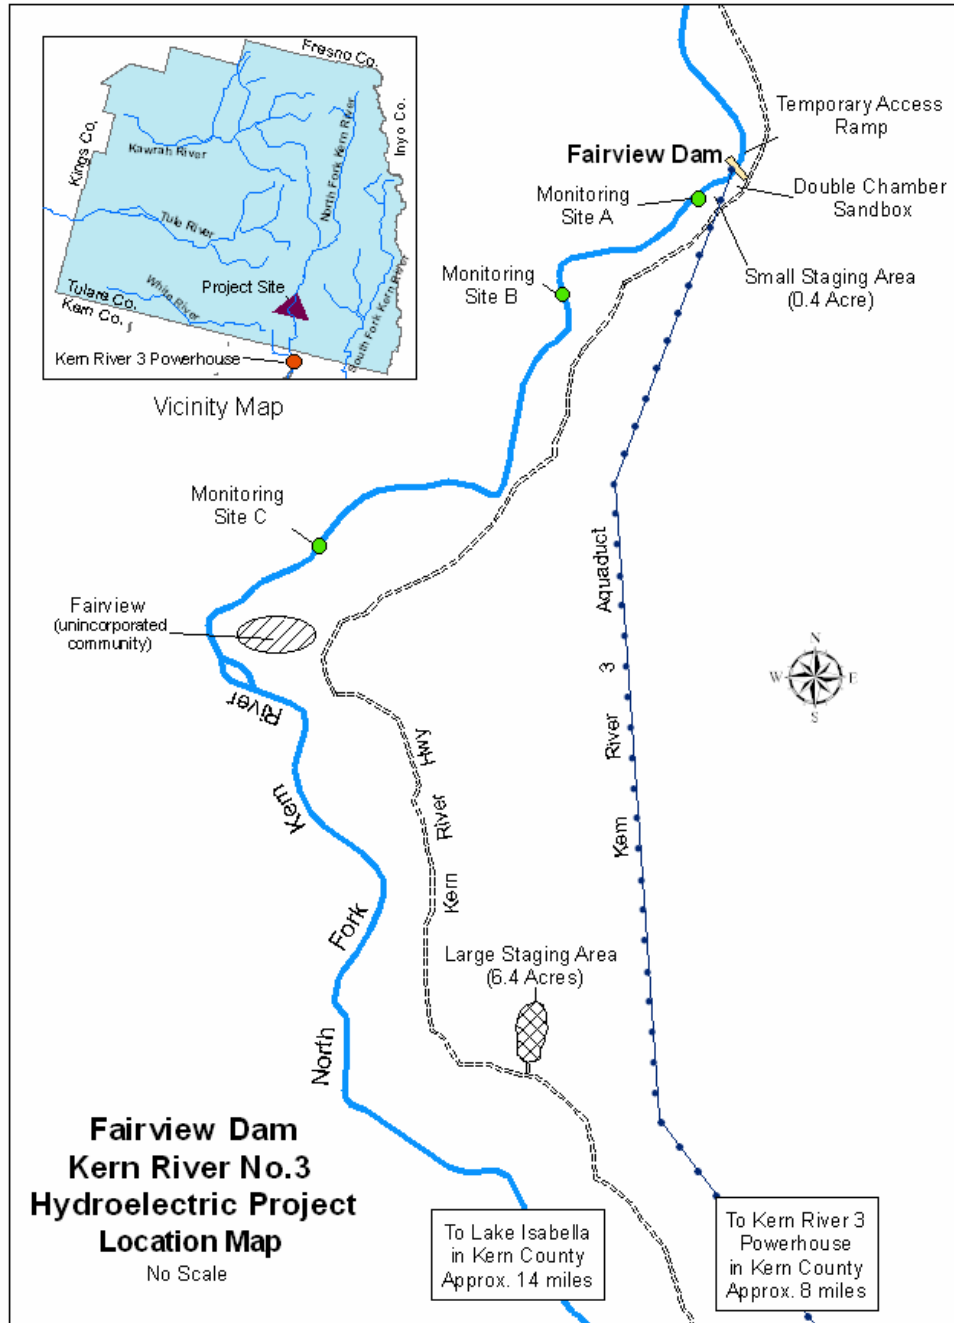 Fresno Co.
Inyo Co.
Kings Co.
Kawrah River
North Fork Kern River
Tule River
South Fork Kern River
White River
Project Site
Tulare Co.
Kern Co.
Kern River 3 Powerhouse
Vicinity Map
Temporary Access
Ramp
Fairview Dam
Double Chamber
Sandbox
Monitoring
Site A
Small Staging Area
(0.4 Acre)
Monitoring
Site B
Monitoring
Site C
Fairview
(unincorporated
community)
North Fork Kern River
Kern River Hwy
Kern River 3 Aquaduct
N
W
E
S
Large Staging Area
(6.4 Acres)
Fairview Dam
Kern River No.3
Hydroelectric Project
Location Map
No Scale
To Lake Isabella
in Kern County
Approx. 14 miles
To Kern River 3
Powerhouse
in Kern County
Approx. 8 miles